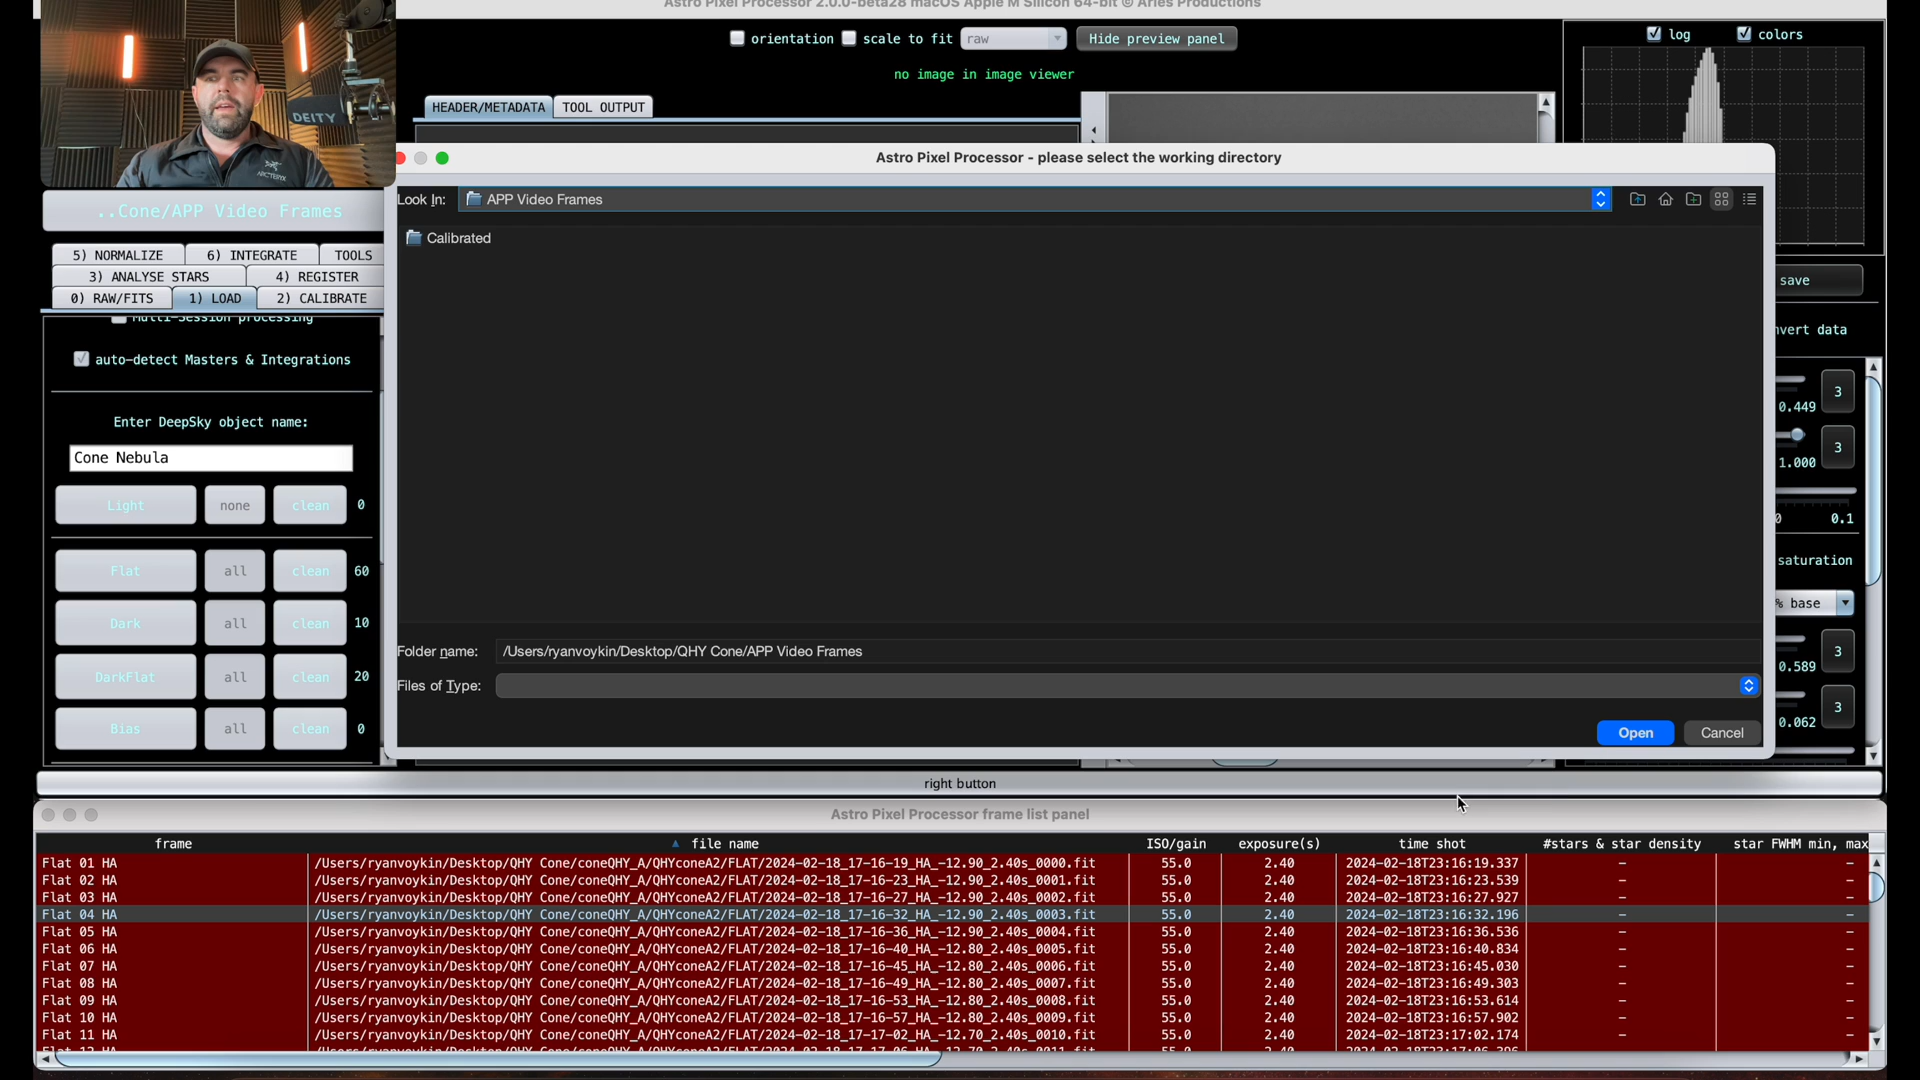 Astro Pixel Processor 2.0.0-beta28 macOS Apple M Silicon 64-bit © Aries Productions
orientation scale to fit raw Hide preview panel
no image in image viewer
log colors
HEADER/METADATA TOOL OUTPUT
DEITY
ARC'TERYX
..Cone/APP Video Frames
5) NORMALIZE 6) INTEGRATE TOOLS
3) ANALYSE STARS 4) REGISTER
0) RAW/FITS 1) LOAD 2) CALIBRATE
Multi-Session processing
auto-detect Masters & Integrations
Enter DeepSky object name:
Cone Nebula
Light none clean 0
Flat all clean 60
Dark all clean 10
DarkFlat all clean 20
Bias all clean 0
Astro Pixel Processor - please select the working directory
Look In: APP Video Frames
Calibrated
Folder name: /Users/ryanvoykin/Desktop/QHY Cone/APP Video Frames
Files of Type:
Open Cancel
save
nvert data
3
0.449
3
1.000
0 0.1
saturation
% base
3
0.589
3
0.062
right button
Astro Pixel Processor frame list panel
frame file name ISO/gain exposure(s) time shot #stars & star density star FWHM min, max
Flat 01 HA /Users/ryanvoykin/Desktop/QHY Cone/coneQHY_A/QHYconeA2/FLAT/2024-02-18_17-16-19_HA_-12.90_2.40s_0000.fit 55.0 2.40 2024-02-18T23:16:19.337 – –
Flat 02 HA /Users/ryanvoykin/Desktop/QHY Cone/coneQHY_A/QHYconeA2/FLAT/2024-02-18_17-16-23_HA_-12.90_2.40s_0001.fit 55.0 2.40 2024-02-18T23:16:23.539 – –
Flat 03 HA /Users/ryanvoykin/Desktop/QHY Cone/coneQHY_A/QHYconeA2/FLAT/2024-02-18_17-16-27_HA_-12.90_2.40s_0002.fit 55.0 2.40 2024-02-18T23:16:27.927 – –
Flat 04 HA /Users/ryanvoykin/Desktop/QHY Cone/coneQHY_A/QHYconeA2/FLAT/2024-02-18_17-16-32_HA_-12.90_2.40s_0003.fit 55.0 2.40 2024-02-18T23:16:32.196 – –
Flat 05 HA /Users/ryanvoykin/Desktop/QHY Cone/coneQHY_A/QHYconeA2/FLAT/2024-02-18_17-16-36_HA_-12.90_2.40s_0004.fit 55.0 2.40 2024-02-18T23:16:36.536 – –
Flat 06 HA /Users/ryanvoykin/Desktop/QHY Cone/coneQHY_A/QHYconeA2/FLAT/2024-02-18_17-16-40_HA_-12.80_2.40s_0005.fit 55.0 2.40 2024-02-18T23:16:40.834 – –
Flat 07 HA /Users/ryanvoykin/Desktop/QHY Cone/coneQHY_A/QHYconeA2/FLAT/2024-02-18_17-16-45_HA_-12.80_2.40s_0006.fit 55.0 2.40 2024-02-18T23:16:45.030 – –
Flat 08 HA /Users/ryanvoykin/Desktop/QHY Cone/coneQHY_A/QHYconeA2/FLAT/2024-02-18_17-16-49_HA_-12.80_2.40s_0007.fit 55.0 2.40 2024-02-18T23:16:49.303 – –
Flat 09 HA /Users/ryanvoykin/Desktop/QHY Cone/coneQHY_A/QHYconeA2/FLAT/2024-02-18_17-16-53_HA_-12.80_2.40s_0008.fit 55.0 2.40 2024-02-18T23:16:53.614 – –
Flat 10 HA /Users/ryanvoykin/Desktop/QHY Cone/coneQHY_A/QHYconeA2/FLAT/2024-02-18_17-16-57_HA_-12.80_2.40s_0009.fit 55.0 2.40 2024-02-18T23:16:57.902 – –
Flat 11 HA /Users/ryanvoykin/Desktop/QHY Cone/coneQHY_A/QHYconeA2/FLAT/2024-02-18_17-17-02_HA_-12.70_2.40s_0010.fit 55.0 2.40 2024-02-18T23:17:02.174 – –